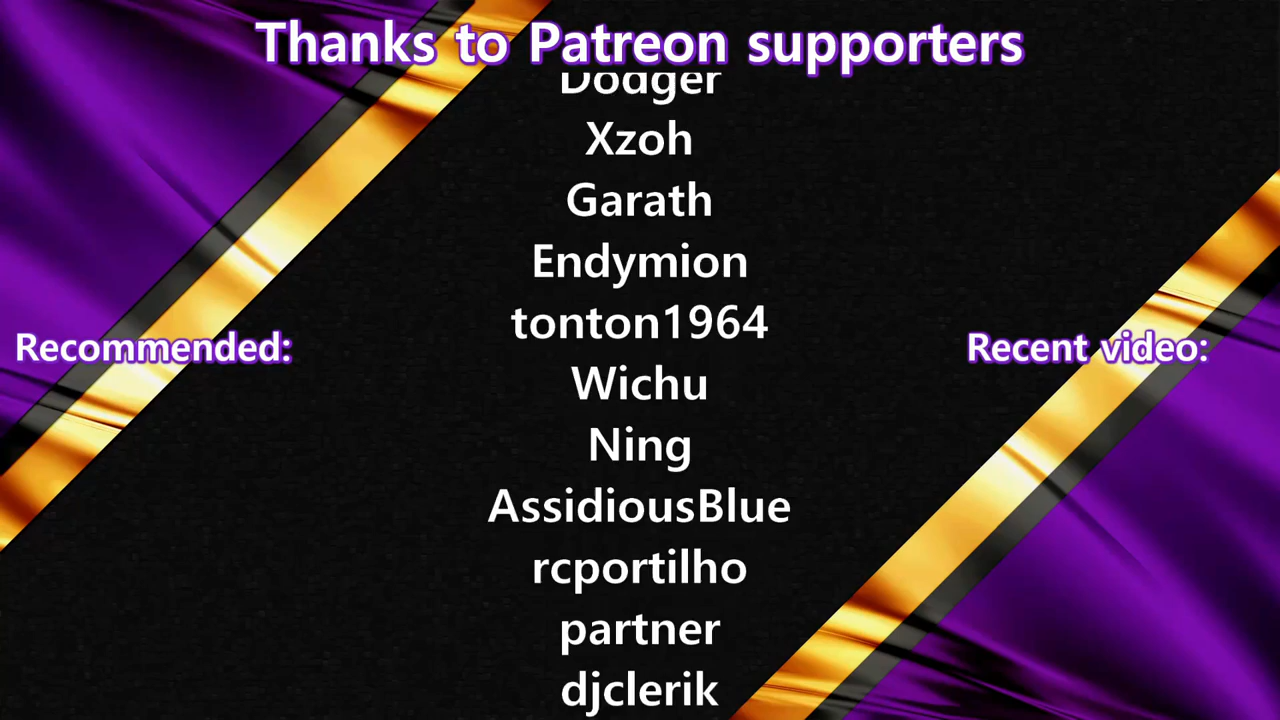 Thanks to Patreon supporters
Dodger
Xzoh
Garath
Endymion
tonton1964
Recommended:
Recent video:
Wichu
Ning
AssidiousBlue
rcportilho
partner
djclerik